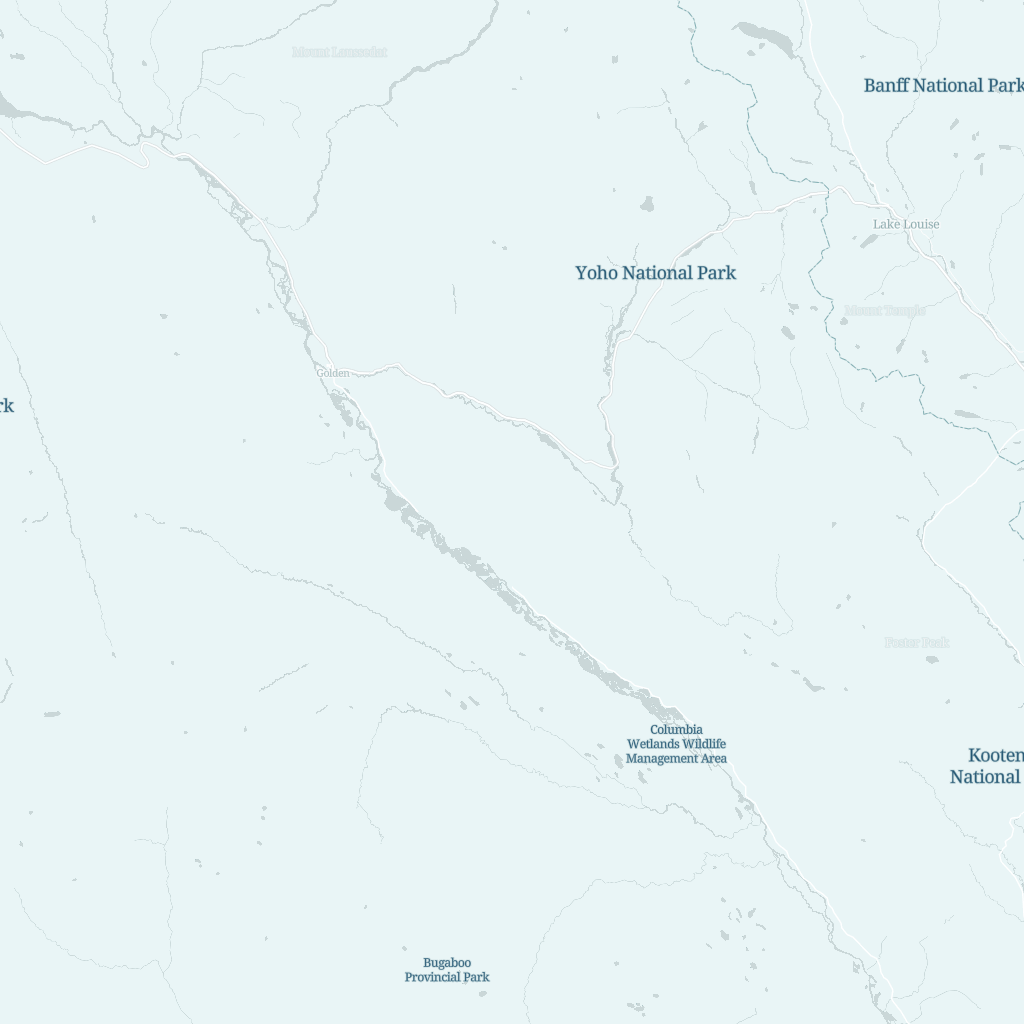 Mount Laussedat
Banff National Park
Lake Louise
Yoho National Park
Mount Temple
Golden
rk
Foster Peak
Columbia
Wetlands Wildlife
Management Area
Kooten
National
Bugaboo
Provincial Park